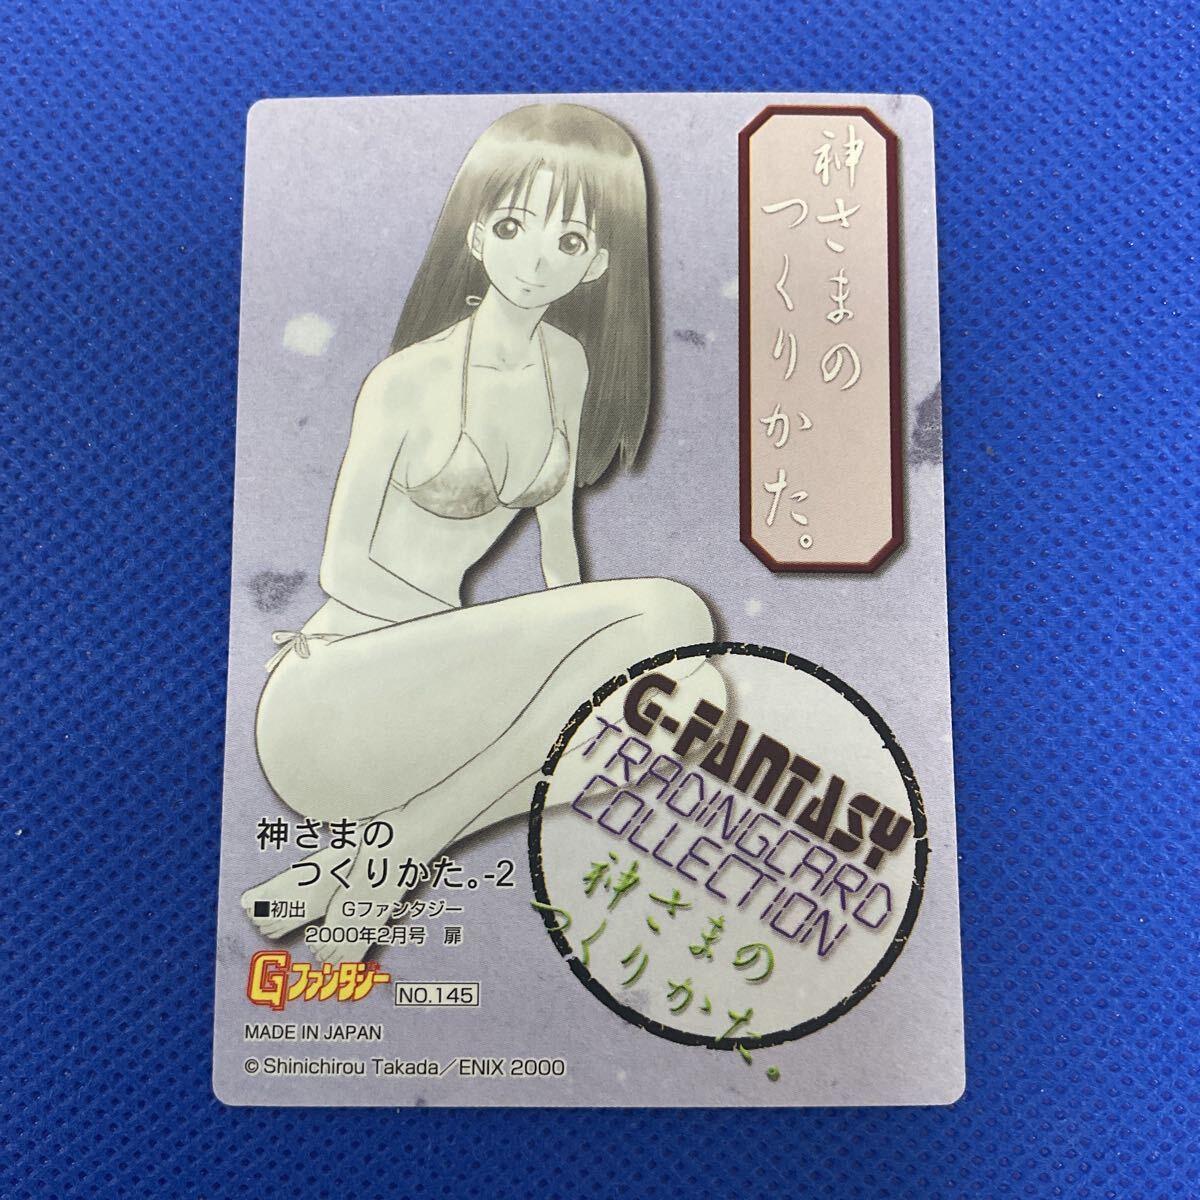 神さまの
つくりかた。
G-FANTASY
TRADINGCARD
COLLECTION
神さまの
つくりかた。
神さまの
つくりかた。-2
■初出 Gファンタジー
2000年2月号 扉
Gファンタジー NO.145
MADE IN JAPAN
© Shinichirou Takada／ENIX 2000